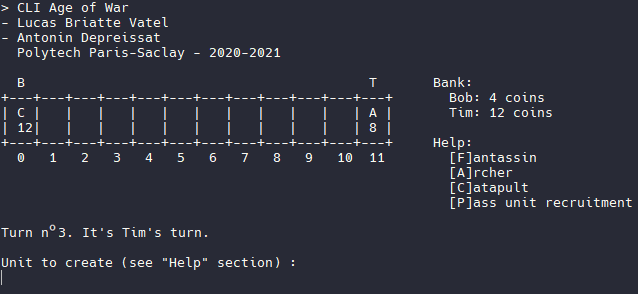 > CLI Age of War
- Lucas Briatte Vatel
- Antonin Depreissat
  Polytech Paris-Saclay - 2020-2021

  B                                           T       Bank:
+---+---+---+---+---+---+---+---+---+---+---+---+       Bob: 4 coins
| C |   |   |   |   |   |   |   |   |   |   | A |       Tim: 12 coins
| 12|   |   |   |   |   |   |   |   |   |   | 8 |
+---+---+---+---+---+---+---+---+---+---+---+---+     Help:
  0   1   2   3   4   5   6   7   8   9   10  11        [F]antassin
                                                        [A]rcher
                                                        [C]atapult
                                                        [P]ass unit recruitment

Turn nº3. It's Tim's turn.

Unit to create (see "Help" section) :